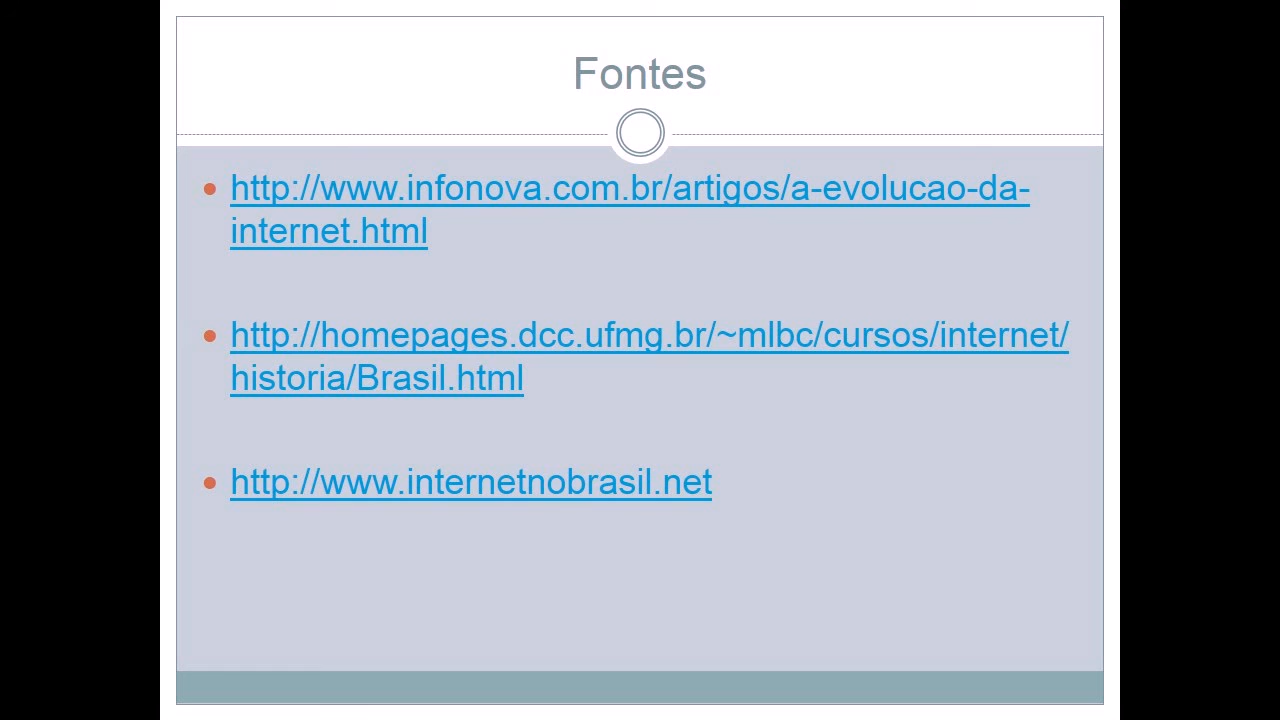 Fontes
http://www.infonova.com.br/artigos/a-evolucao-da-
internet.html
http://homepages.dcc.ufmg.br/~mlbc/cursos/internet/
historia/Brasil.html
http://www.internetnobrasil.net